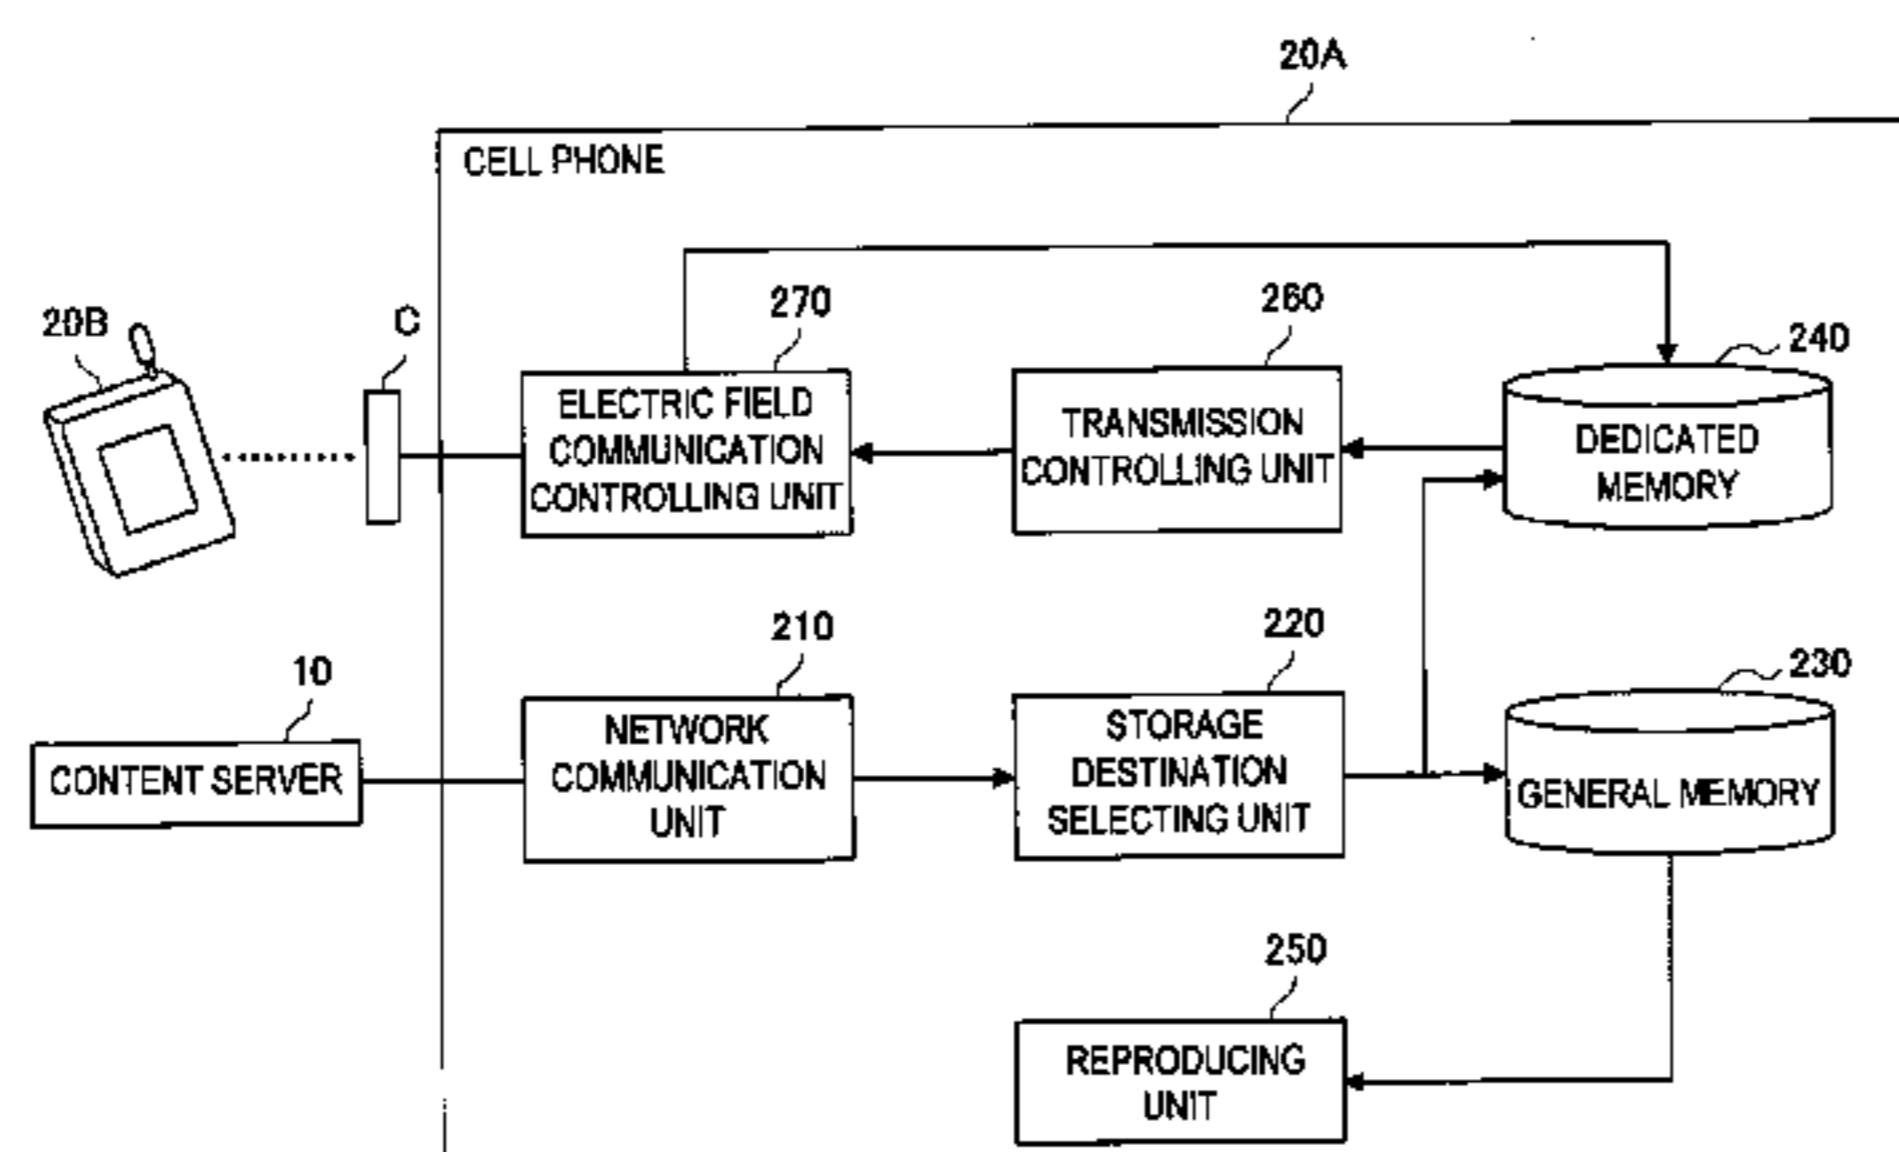 20A
CELL PHONE
20B
C
270
260
240
ELECTRIC FIELD
COMMUNICATION
CONTROLLING UNIT
TRANSMISSION
CONTROLLING UNIT
DEDICATED
MEMORY
10
210
220
230
CONTENT SERVER
NETWORK
COMMUNICATION
UNIT
STORAGE
DESTINATION
SELECTING UNIT
GENERAL MEMORY
250
REPRODUCING
UNIT